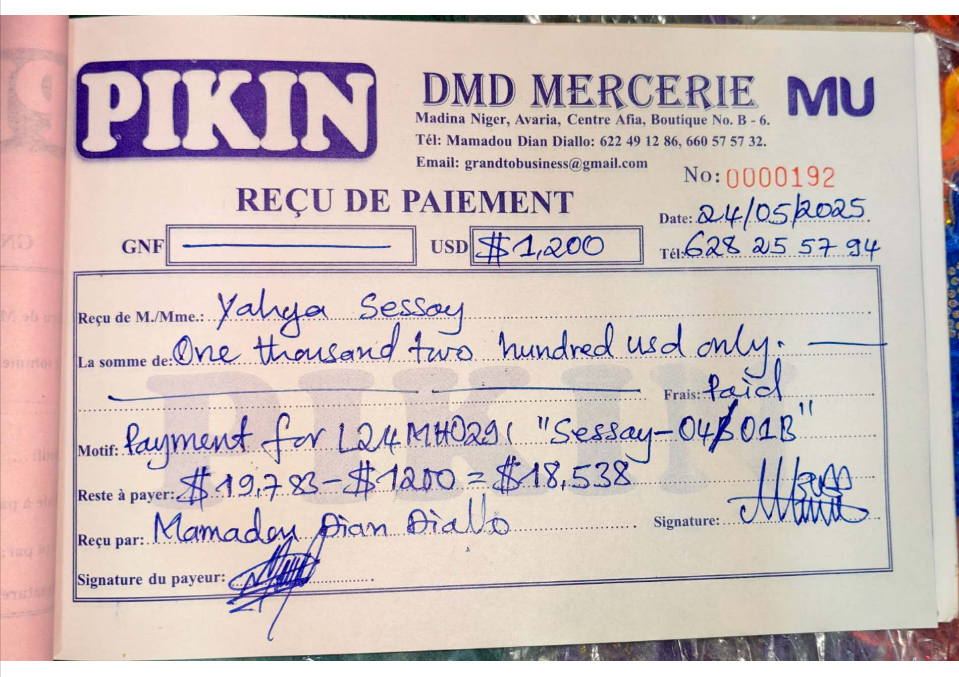 PIKIN
DMD MERCERIE
MU
Madina Niger, Avaria, Centre Afia, Boutique No. B - 6.
Tél: Mamadou Dian Diallo: 622 49 12 86, 660 57 57 32.
Email: grandtobusiness@gmail.com
No: 0000192
REÇU DE PAIEMENT
Date: 24/05/2025
GNF
USD $1,200
Tél: 628 25 57 94
Reçu de M./Mme.: Yahya Sessay
La somme de: One thousand two hundred usd only.
Frais: Paid
Motif: Payment for L24MH0291 "Sessay-04/ 01B"
Reste à payer: $19,783 - $1200 = $18,538
Reçu par: Mamadou Dian Diallo
Signature:
Signature du payeur:
PIKIN